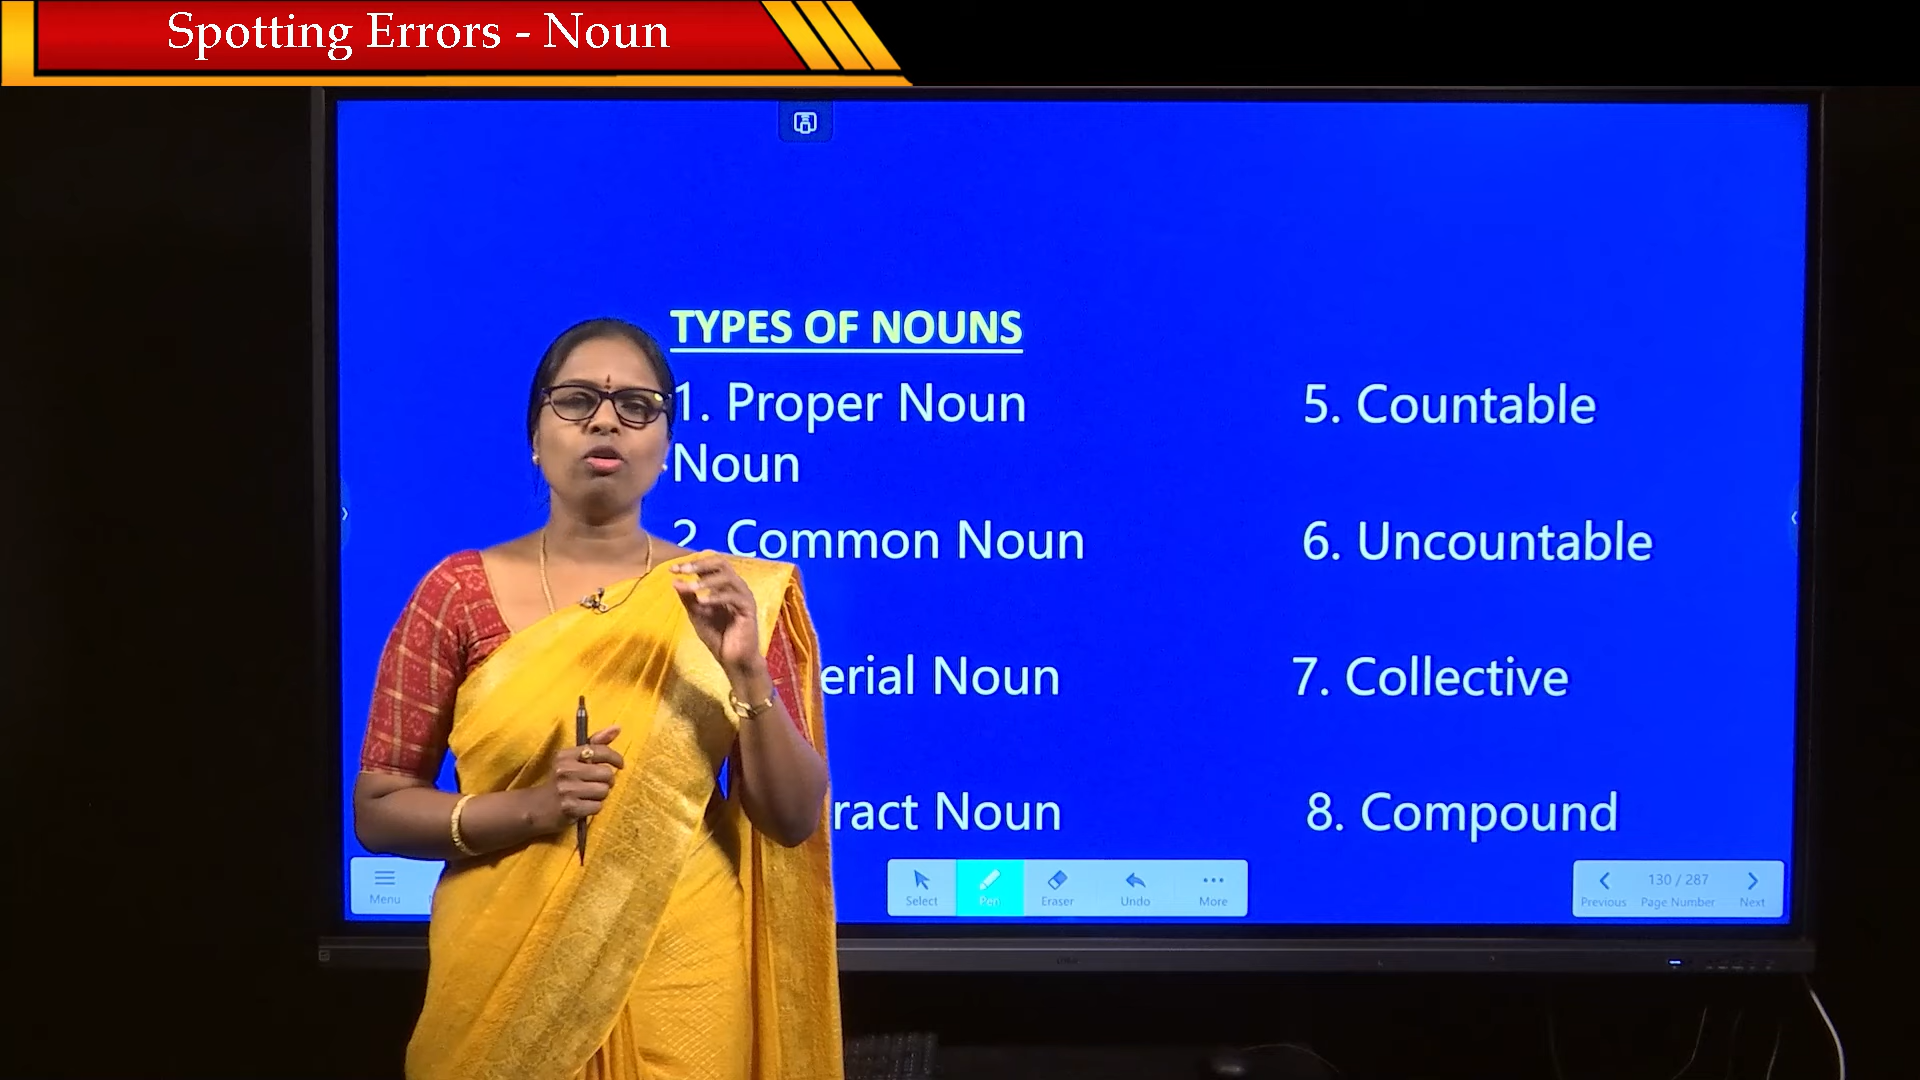 Spotting Errors - Noun
TYPES OF NOUNS
1. Proper Noun 5. Countable
Noun
2. Common Noun 6. Uncountable
erial Noun 7. Collective
ract Noun 8. Compound
Menu Select Pen Eraser Undo More Previous 130 / 287 Page Number Next